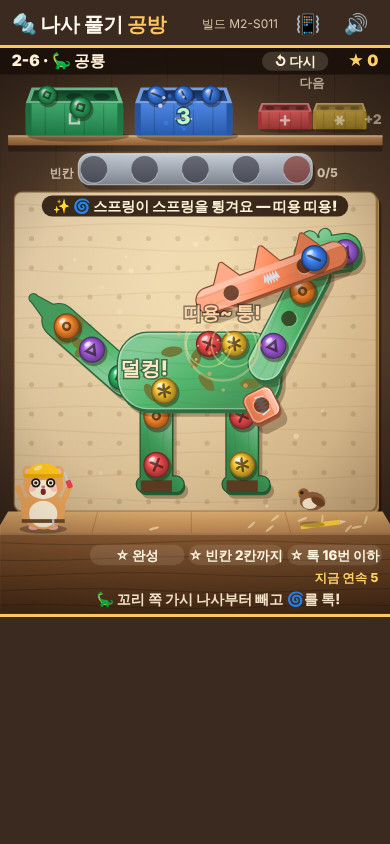 나사 풀기 공방
빌드 M2-S011
2-6 · 공룡
다시
★ 0
다음
3
+2
빈칸
0/5
스프링이 스프링을 튕겨요 — 띠용 띠용!
띠용~ 퉁!
덜컹!
☆ 완성
☆ 빈칸 2칸까지
☆ 톡 16번 이하
지금 연속 5
꼬리 쪽 가시 나사부터 빼고 를 톡!